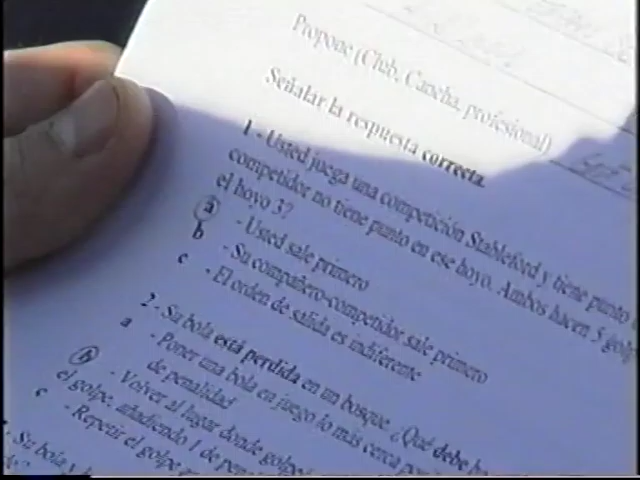 Propone (Club, Cancha, profesional)
Señalar la respuesta correcta.
1 - Usted juega una competición Stableford y tiene punto
competidor no tiene punto en ese hoyo. Ambos hacen 5 golp
el hoyo 3?
a - Usted sale primero
b - Su compañero-competidor sale primero
c - El orden de salida es indiferente
2 - Su bola está perdida en un bosque. ¿Qué debe
a - Poner una bola en juego lo más cerca
de penalidad
b - Volver al lugar donde golpeó
el golpe, añadiendo 1 de
c - Repetir el golpe
- Su bola y